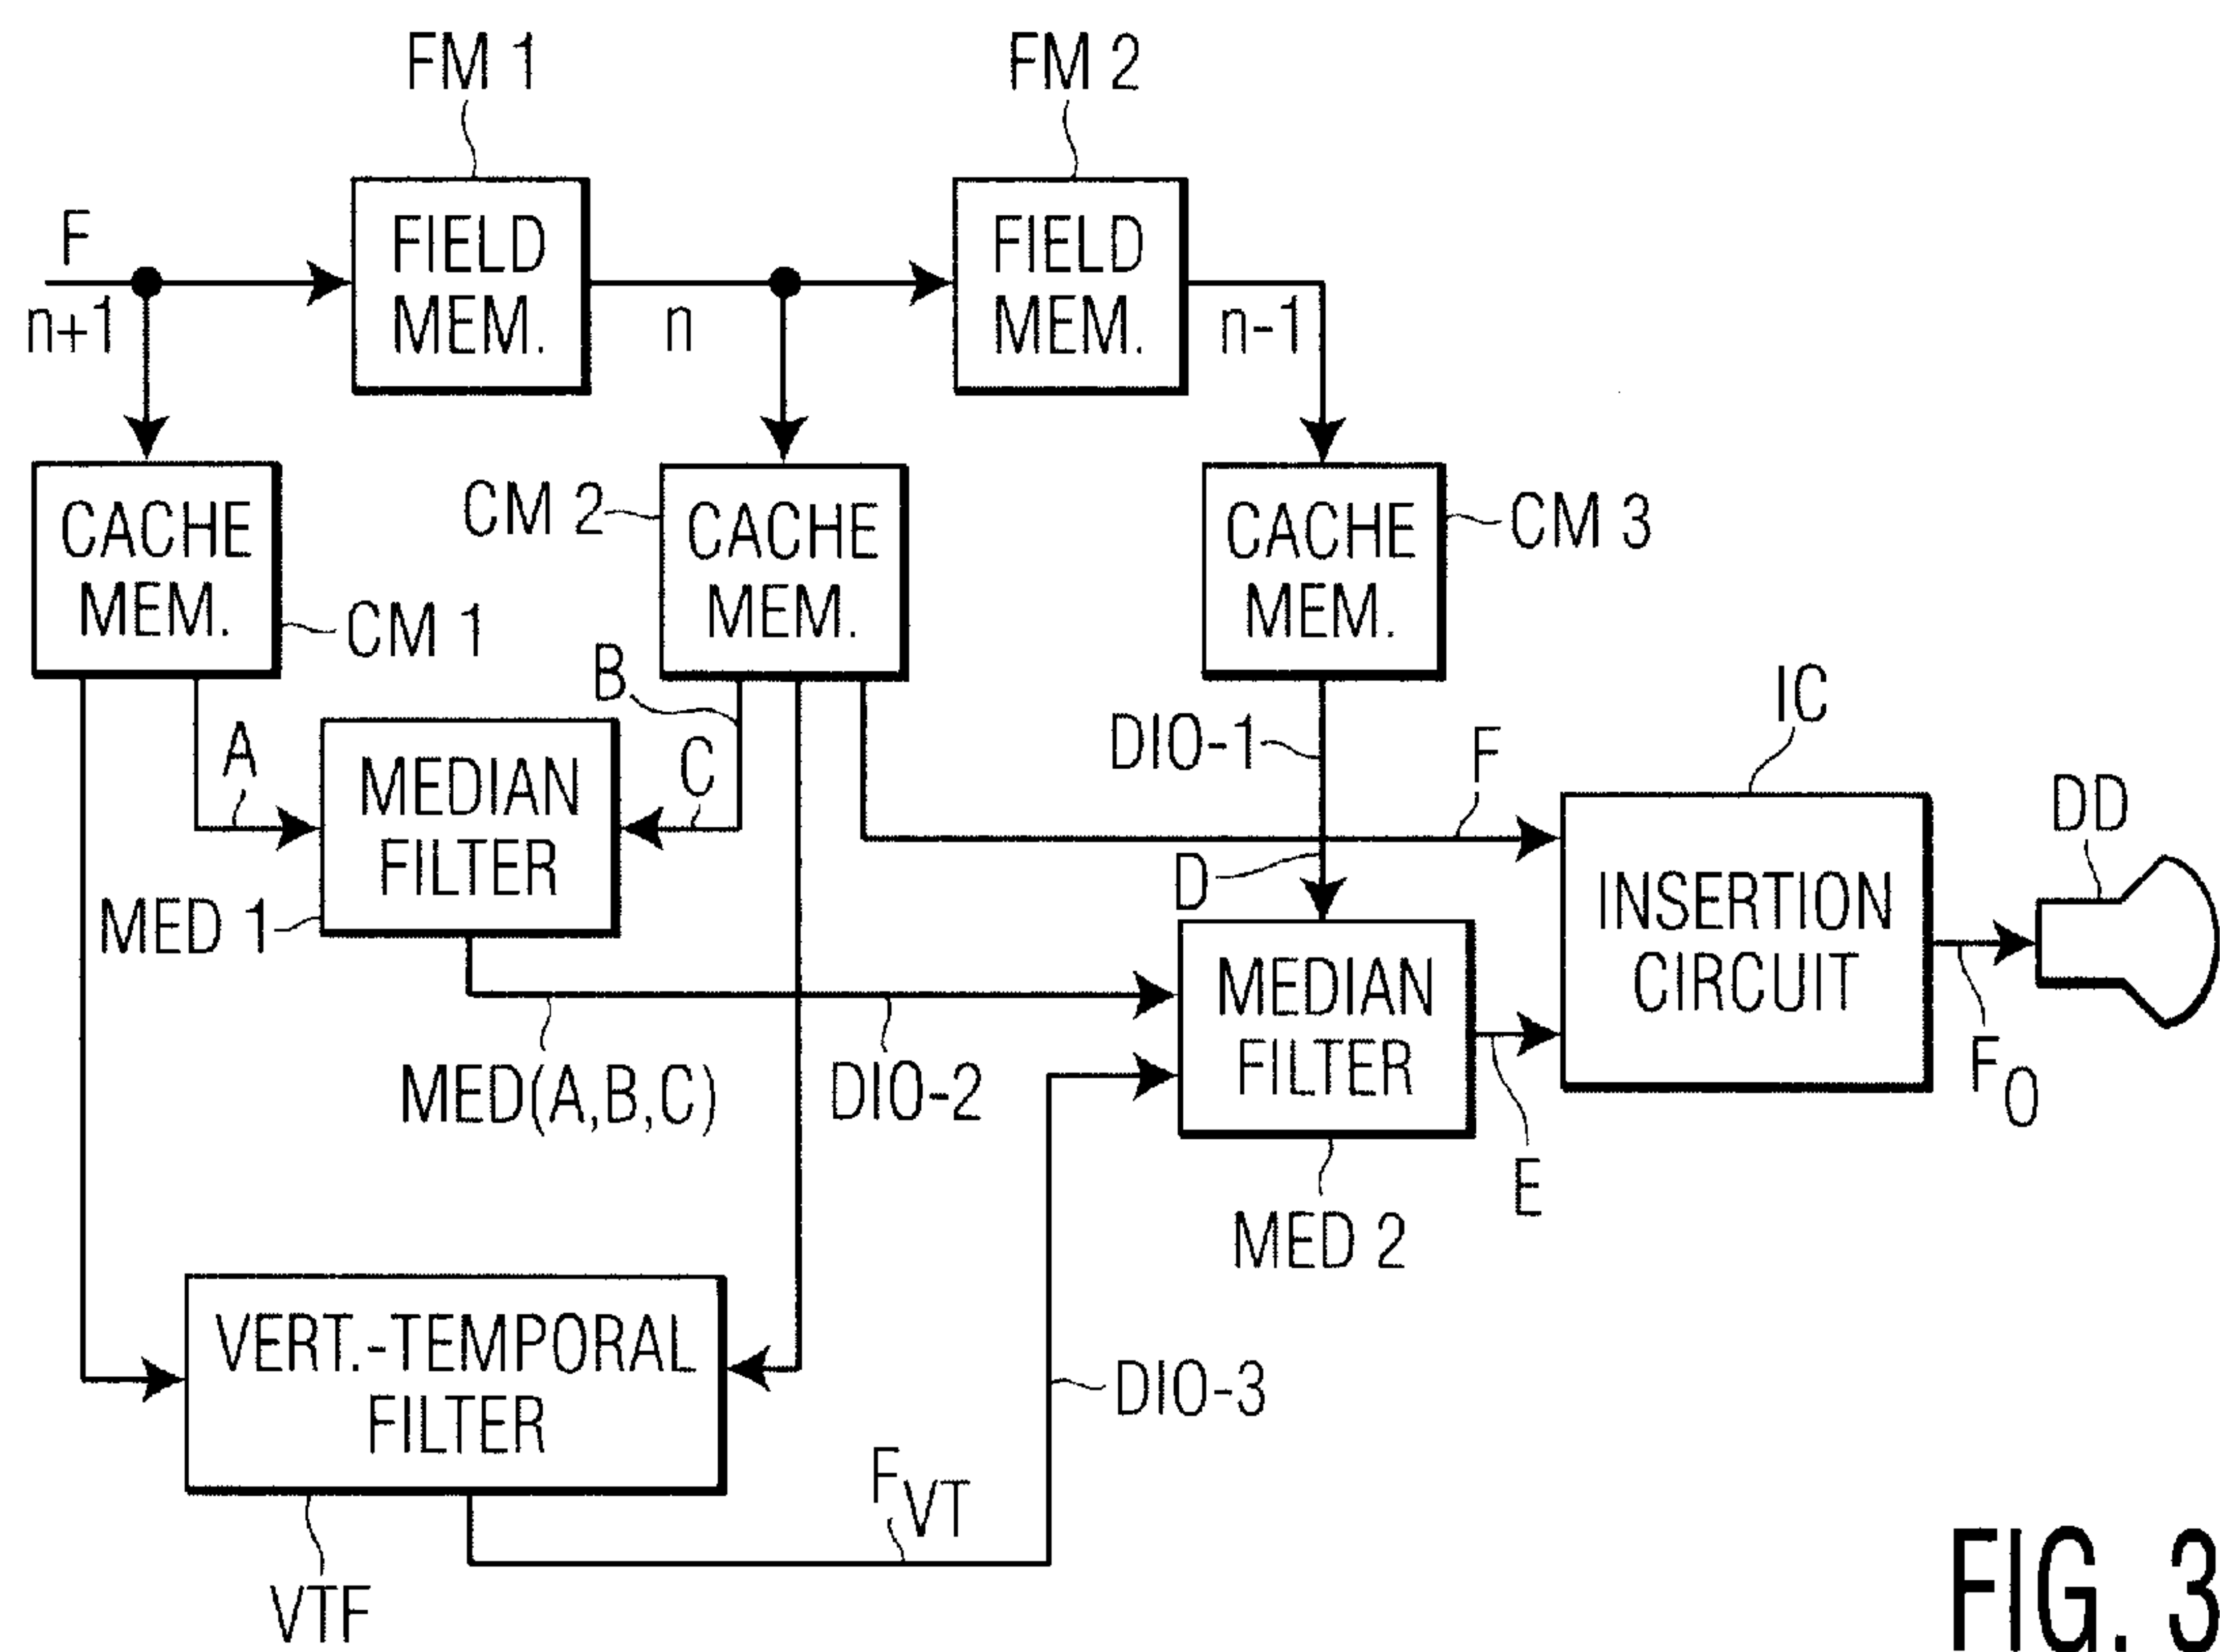 FM 1
FM 2
F
n+1
FIELD
MEM.
n
FIELD
MEM.
n-1
CACHE
MEM.
CM 1
CM 2
CACHE
MEM.
CACHE
MEM.
CM 3
A
B
C
MEDIAN
FILTER
MED 1
DIO-1
F
IC
DD
D
INSERTION
CIRCUIT
MEDIAN
FILTER
MED(A,B,C)
DIO-2
E
FO
MED 2
VERT.-TEMPORAL
FILTER
DIO-3
FVT
VTF
FIG. 3